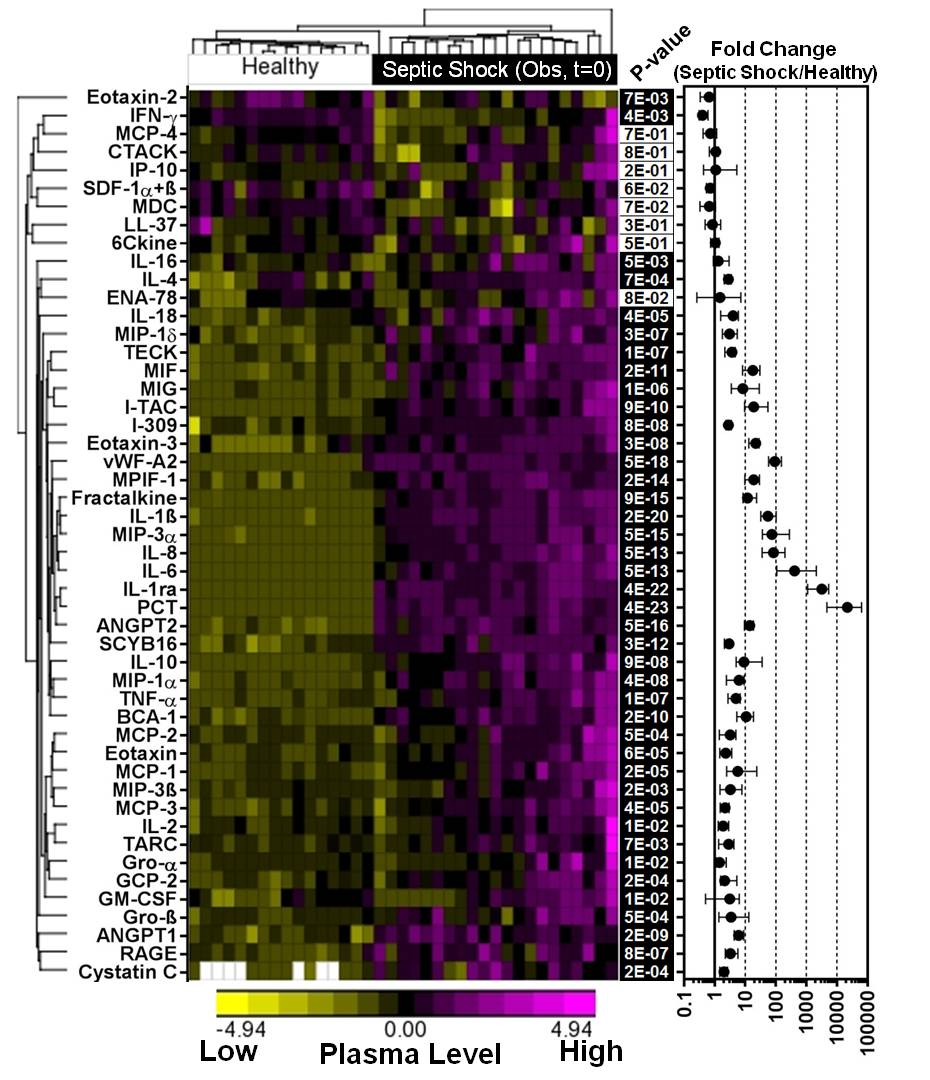 Healthy
Septic Shock (Obs, t=0)
P-value
Fold Change
(Septic Shock/Healthy)
Eotaxin-2 7E-03
IFN-γ 4E-03
MCP-4 7E-01
CTACK 8E-01
IP-10 2E-01
SDF-1α+ß 6E-02
MDC 7E-02
LL-37 3E-01
6Ckine 5E-01
IL-16 5E-03
IL-4 7E-04
ENA-78 8E-02
IL-18 4E-05
MIP-1δ 3E-07
TECK 1E-07
MIF 2E-11
MIG 1E-06
I-TAC 9E-10
I-309 8E-08
Eotaxin-3 3E-08
vWF-A2 5E-18
MPIF-1 2E-14
Fractalkine 9E-15
IL-1ß 2E-20
MIP-3α 5E-15
IL-8 5E-13
IL-6 5E-13
IL-1ra 4E-22
PCT 4E-23
ANGPT2 5E-16
SCYB16 3E-12
IL-10 9E-08
MIP-1α 4E-08
TNF-α 1E-07
BCA-1 2E-10
MCP-2 5E-04
Eotaxin 6E-05
MCP-1 2E-05
MIP-3ß 2E-03
MCP-3 4E-05
IL-2 1E-02
TARC 7E-03
Gro-α 1E-02
GCP-2 2E-04
GM-CSF 1E-02
Gro-ß 5E-04
ANGPT1 2E-09
RAGE 8E-07
Cystatin C 2E-04
0.1 1 10 100 1000 10000 100000
-4.94 0.00 4.94
Low Plasma Level High